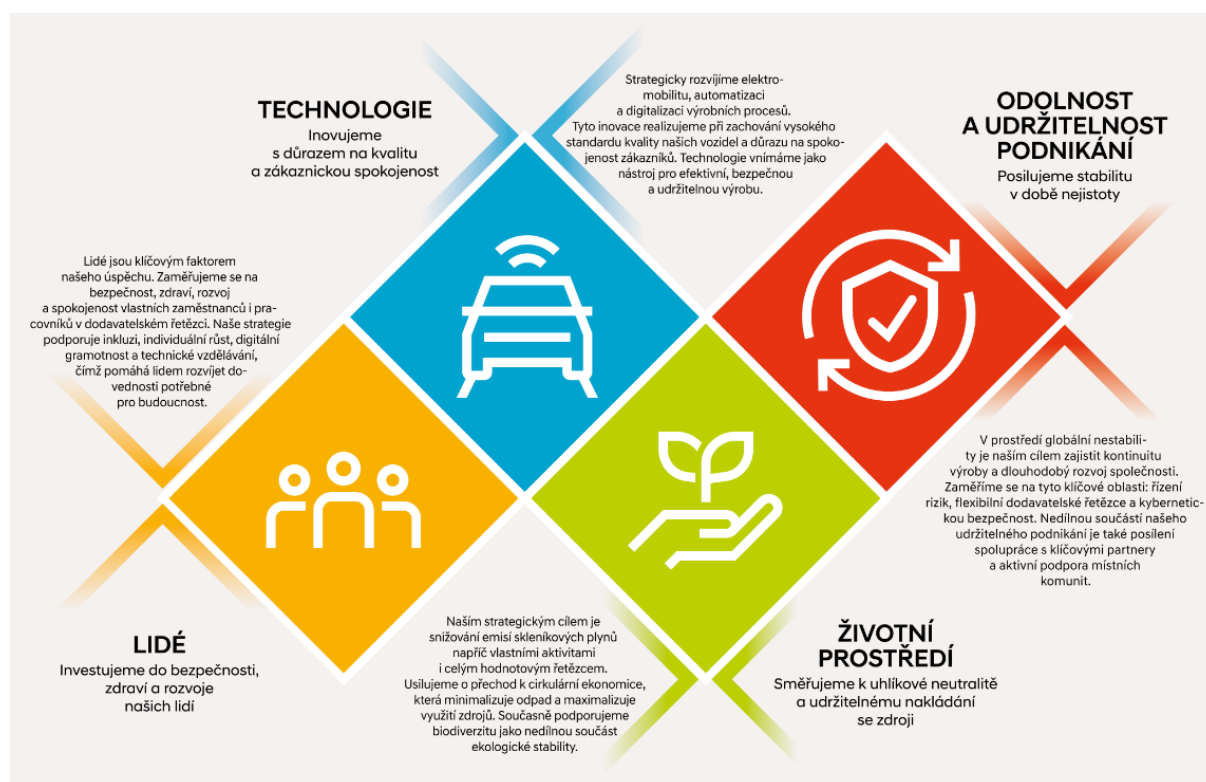 TECHNOLOGIE
Inovujeme
s důrazem na kvalitu
a zákaznickou spokojenost
Strategicky rozvíjíme elektro-
mobilitu, automatizaci
a digitalizaci výrobních procesů.
Tyto inovace realizujeme při zachování vysokého
standardu kvality našich vozidel a důrazu na spoko-
jenost zákazníků. Technologie vnímáme jako
nástroj pro efektivní, bezpečnou
a udržitelnou výrobu.
ODOLNOST
A UDRŽITELNOST
PODNIKÁNÍ
Posilujeme stabilitu
v době nejistoty
Lidé jsou klíčovým faktorem
našeho úspěchu. Zaměřujeme se na
bezpečnost, zdraví, rozvoj
a spokojenost vlastních zaměstnanců i pra-
covníků v dodavatelském řetězci. Naše strategie
podporuje inkluzi, individuální růst, digitální
gramotnost a technické vzdělávání,
čímž pomáhá lidem rozvíjet do-
vednosti potřebné
pro budoucnost.
V prostředí globální nestabili-
ty je naším cílem zajistit kontinuitu
výroby a dlouhodobý rozvoj společnosti.
Zaměříme se na tyto klíčové oblasti: řízení
rizik, flexibilní dodavatelské řetězce a kybernetic-
kou bezpečnost. Nedílnou součástí našeho
udržitelného podnikání je také posílení
spolupráce s klíčovými partnery
a aktivní podpora místních
komunit.
LIDÉ
Investujeme do bezpečnosti,
zdraví a rozvoje
našich lidí
Naším strategickým cílem je
snižování emisí skleníkových plynů
napříč vlastními aktivitami
i celým hodnotovým řetězcem.
Usilujeme o přechod k cirkulární ekonomice,
která minimalizuje odpad a maximalizuje
využití zdrojů. Současně podporujeme
biodiverzitu jako nedílnou součást
ekologické stability.
ŽIVOTNÍ
PROSTŘEDÍ
Směřujeme k uhlíkové neutralitě
a udržitelnému nakládání
se zdroji